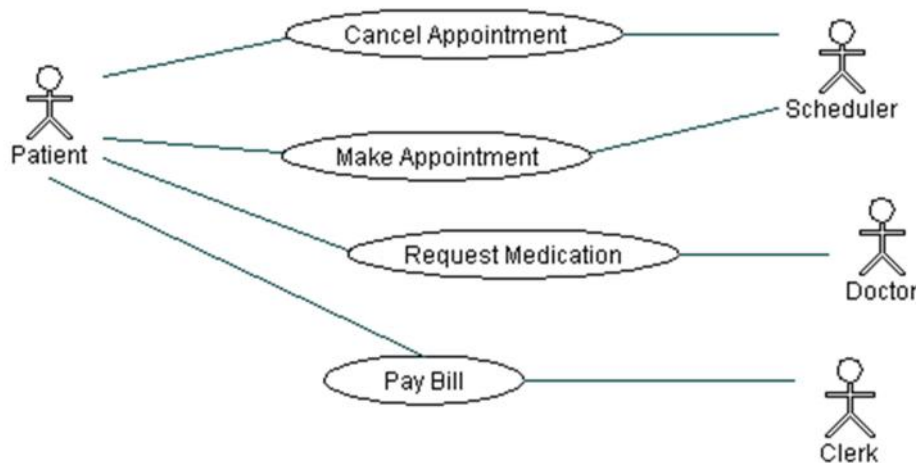 Cancel Appointment
Scheduler
Patient
Make Appointment
Request Medication
Doctor
Pay Bill
Clerk